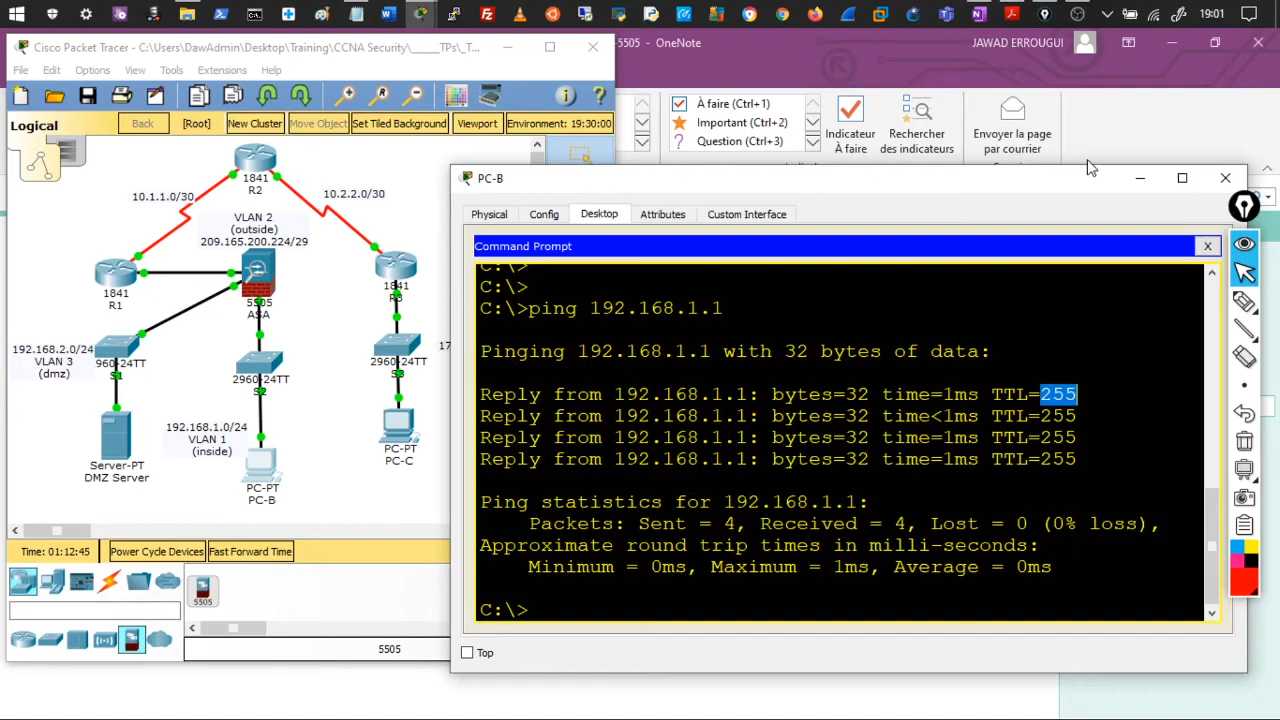 19:01
Cisco Packet Tracer - C:\Users\DawAdmin\Desktop\Training\CCNA Security\_____TPs\_T...
-5505 - OneNote
JAWAD ERROUGUI
File Edit Options View Tools Extensions Help
À faire (Ctrl+1)
Important (Ctrl+2)
Question (Ctrl+3)
Indicateur
À faire
Rechercher
des indicateurs
Envoyer la page
par courrier
Logical
Back
[Root]
New Cluster
Move Object
Set Tiled Background
Viewport
Environment: 19:30:00
1841
R2
10.1.1.0/30
10.2.2.0/30
VLAN 2
(outside)
209.165.200.224/29
1841
R1
5505
ASA
1841
R3
192.168.2.0/24
VLAN 3
(dmz)
960-24TT
S1
2960-24TT
S2
2960-24TT
S3
17
192.168.1.0/24
VLAN 1
(inside)
Server-PT
DMZ Server
PC-PT
PC-B
PC-PT
PC-C
Time: 01:12:45
Power Cycle Devices
Fast Forward Time
5505
5505
PC-B
Physical Config Desktop Attributes Custom Interface
Command Prompt
X
C:\>
C:\>
C:\>ping 192.168.1.1
Pinging 192.168.1.1 with 32 bytes of data:
Reply from 192.168.1.1: bytes=32 time=1ms TTL=255
Reply from 192.168.1.1: bytes=32 time<1ms TTL=255
Reply from 192.168.1.1: bytes=32 time=1ms TTL=255
Reply from 192.168.1.1: bytes=32 time=1ms TTL=255
Ping statistics for 192.168.1.1:
Packets: Sent = 4, Received = 4, Lost = 0 (0% loss),
Approximate round trip times in milli-seconds:
Minimum = 0ms, Maximum = 1ms, Average = 0ms
C:\>
Top